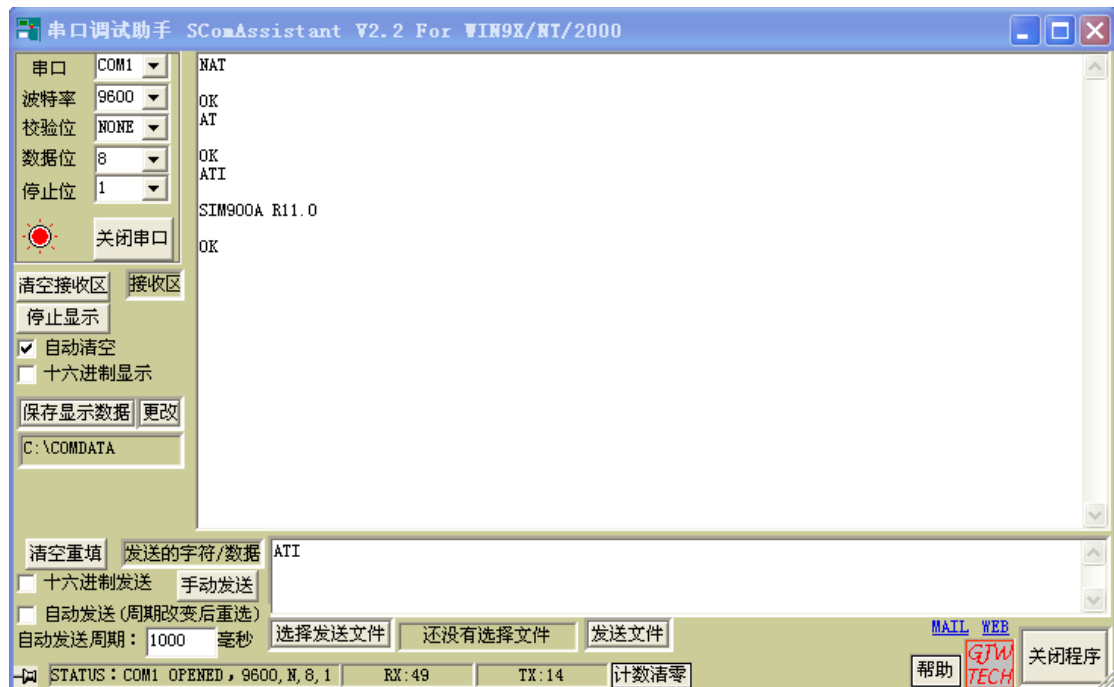 串口调试助手 SComAssistant V2.2 For WIN9X/NT/2000
串口 COM1
波特率 9600
校验位 NONE
数据位 8
停止位 1
关闭串口
清空接收区 接收区
停止显示
自动清空
十六进制显示
保存显示数据 更改
C:\COMDATA
NAT
OK
AT
OK
ATI
SIM900A R11.0
OK
清空重填 发送的字符/数据 ATI
十六进制发送 手动发送
自动发送(周期改变后重选)
自动发送周期: 1000 毫秒 选择发送文件 还没有选择文件 发送文件
MAIL WEB
STATUS:COM1 OPENED,9600,N,8,1 RX:49 TX:14 计数清零 帮助 GJW TECH 关闭程序